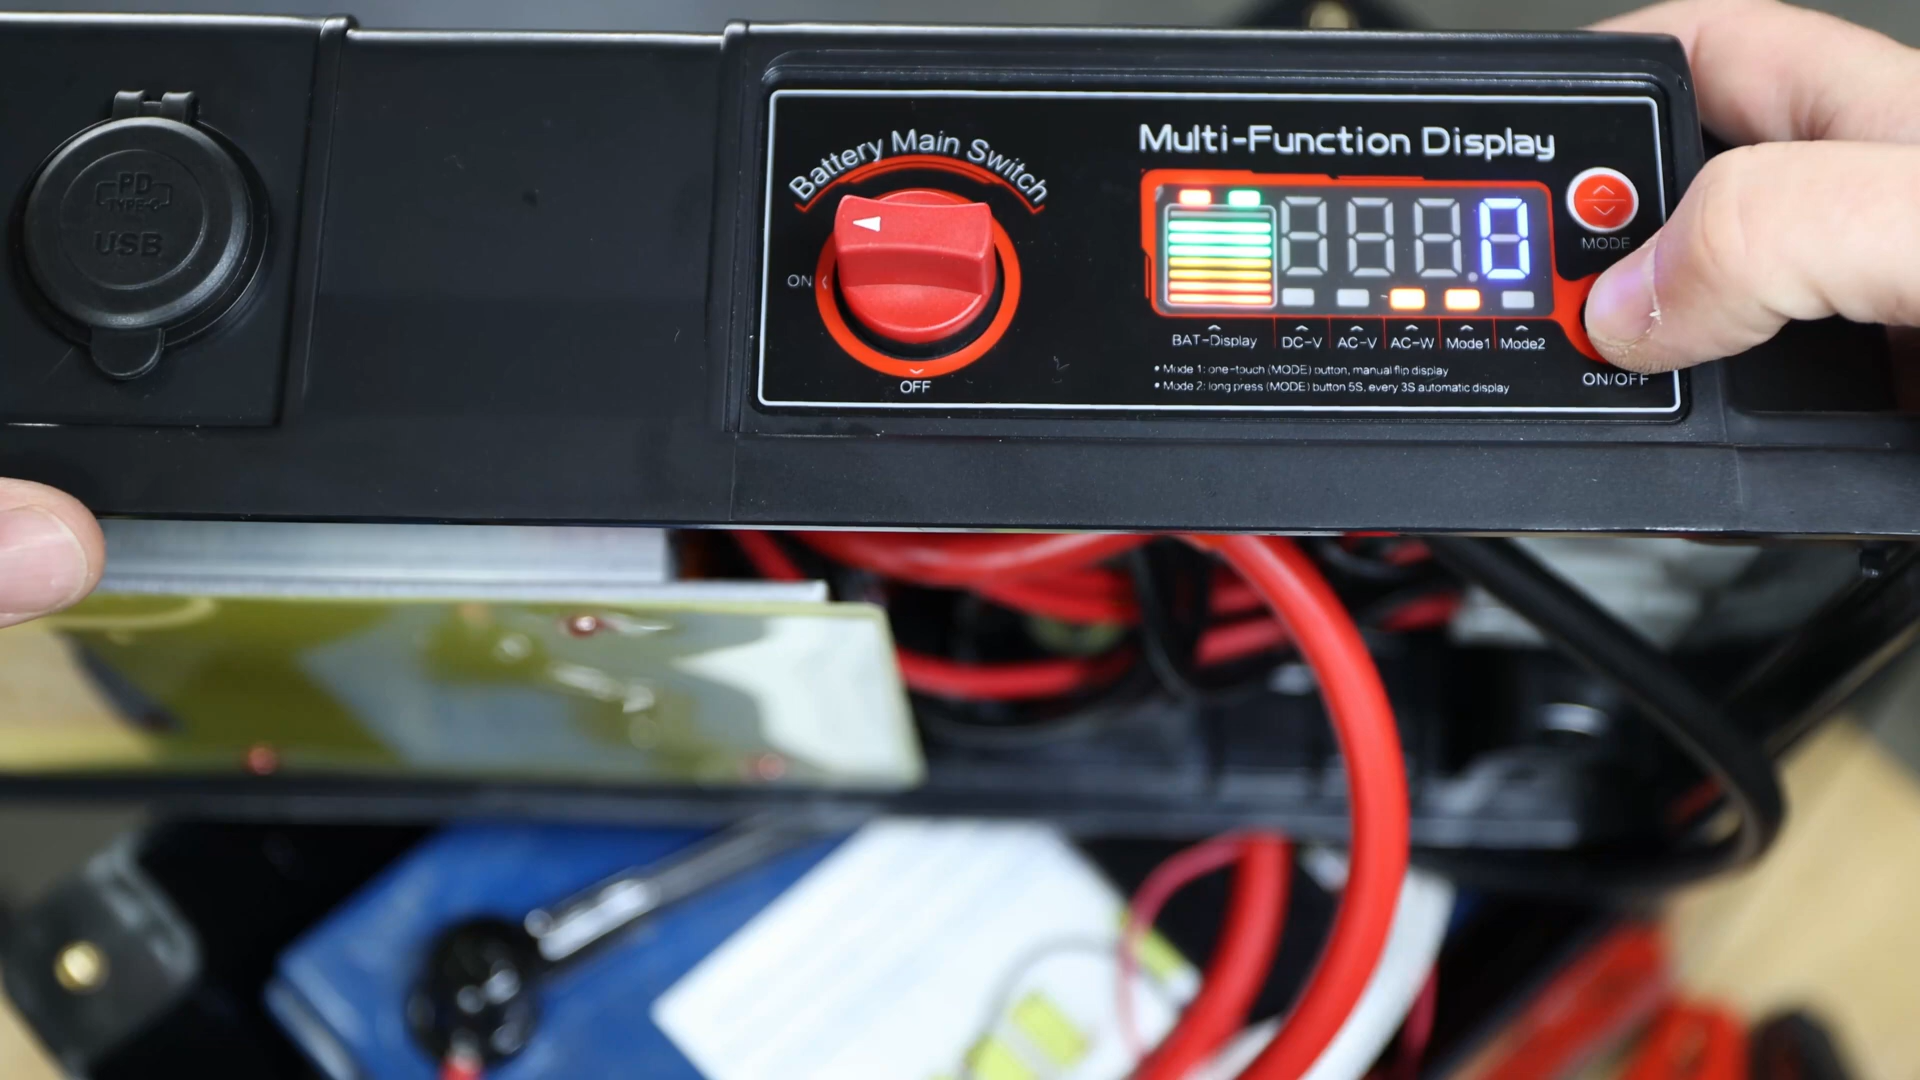 PD
TYPE-C
USB
Battery Main Switch
ON
OFF
Multi-Function Display
0
MODE
BAT-Display DC-V AC-V AC-W Mode1 Mode2
• Mode 1: one-touch (MODE) button, manual flip display
• Mode 2: long press (MODE) button 5S, every 3S automatic display
ON/OFF